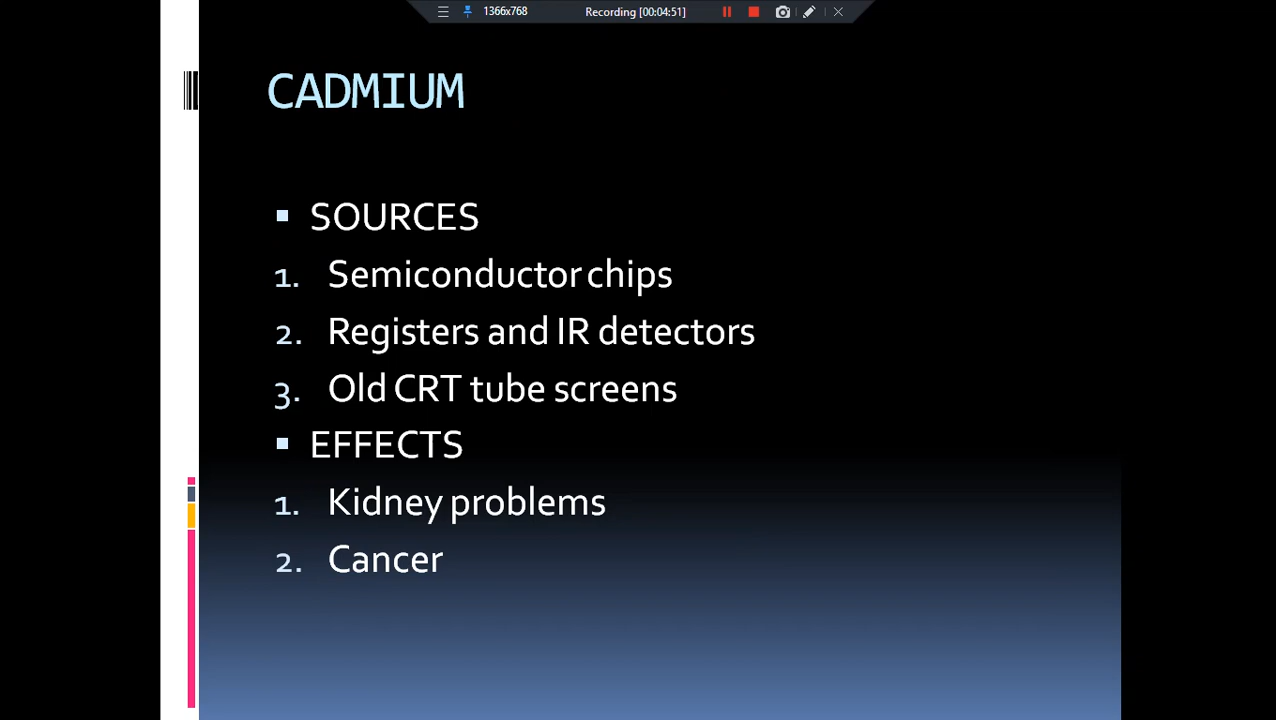 1366x768 Recording [00:04:51]
CADMIUM
▪ SOURCES
1. Semiconductor chips
2. Registers and IR detectors
3. Old CRT tube screens
▪ EFFECTS
1. Kidney problems
2. Cancer